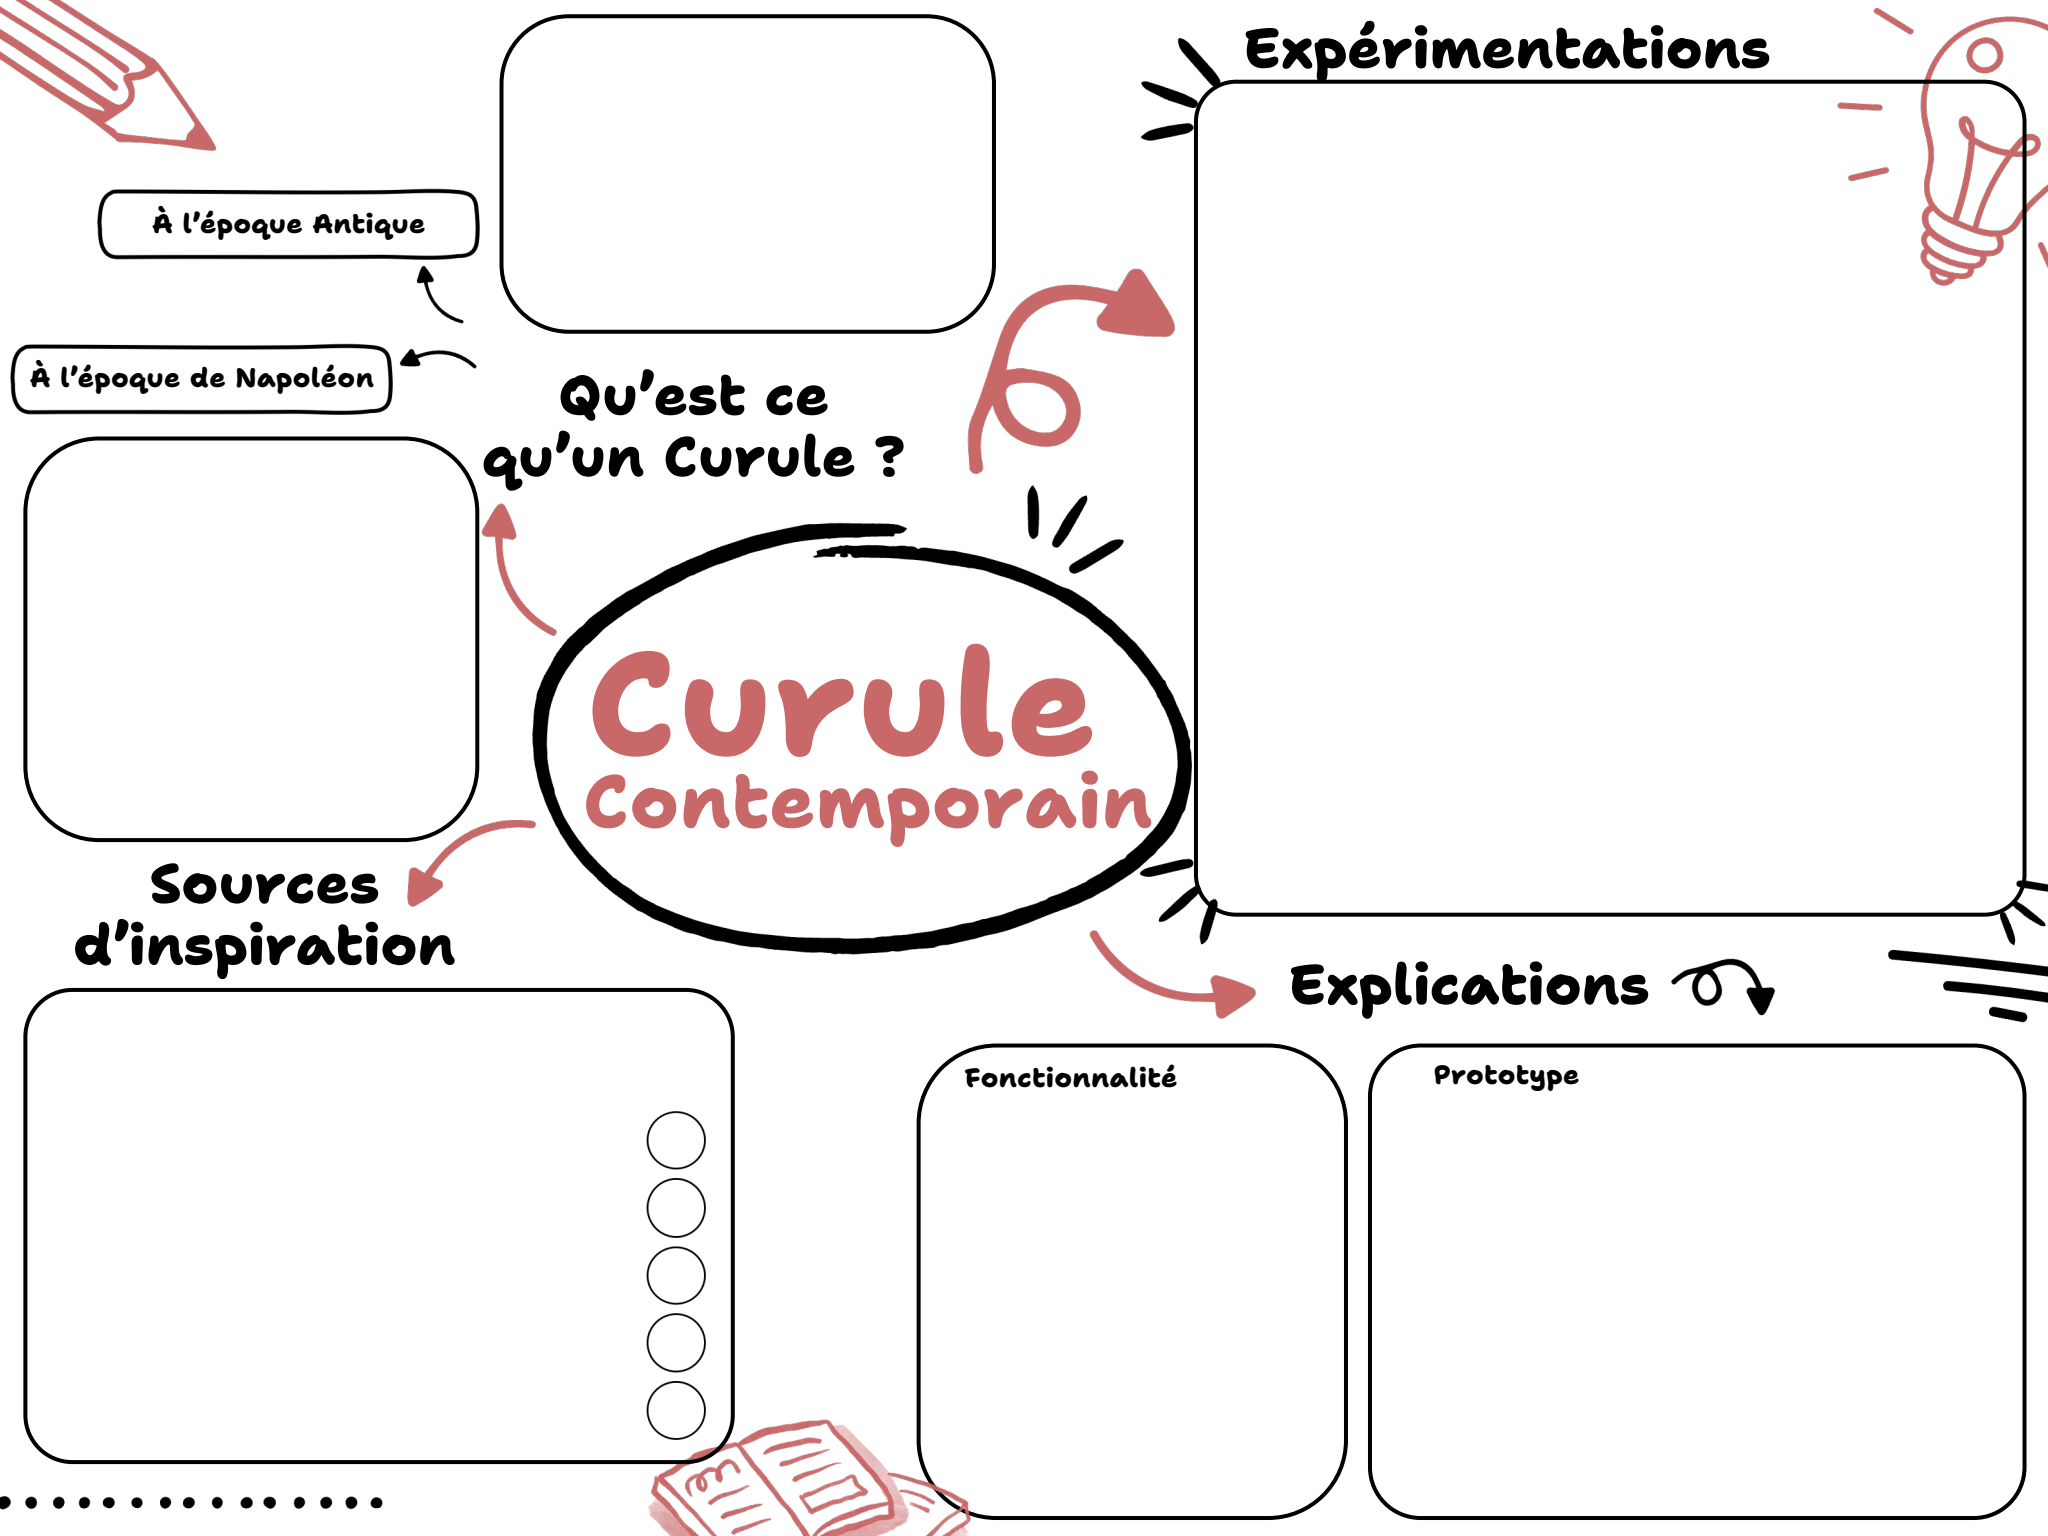 Expérimentations
À l'époque Antique
À l'époque de Napoléon
Qu'est ce
qu'un Curule ?
Curule
Contemporain
Sources
d'inspiration
Explications
Fonctionnalité
Prototype